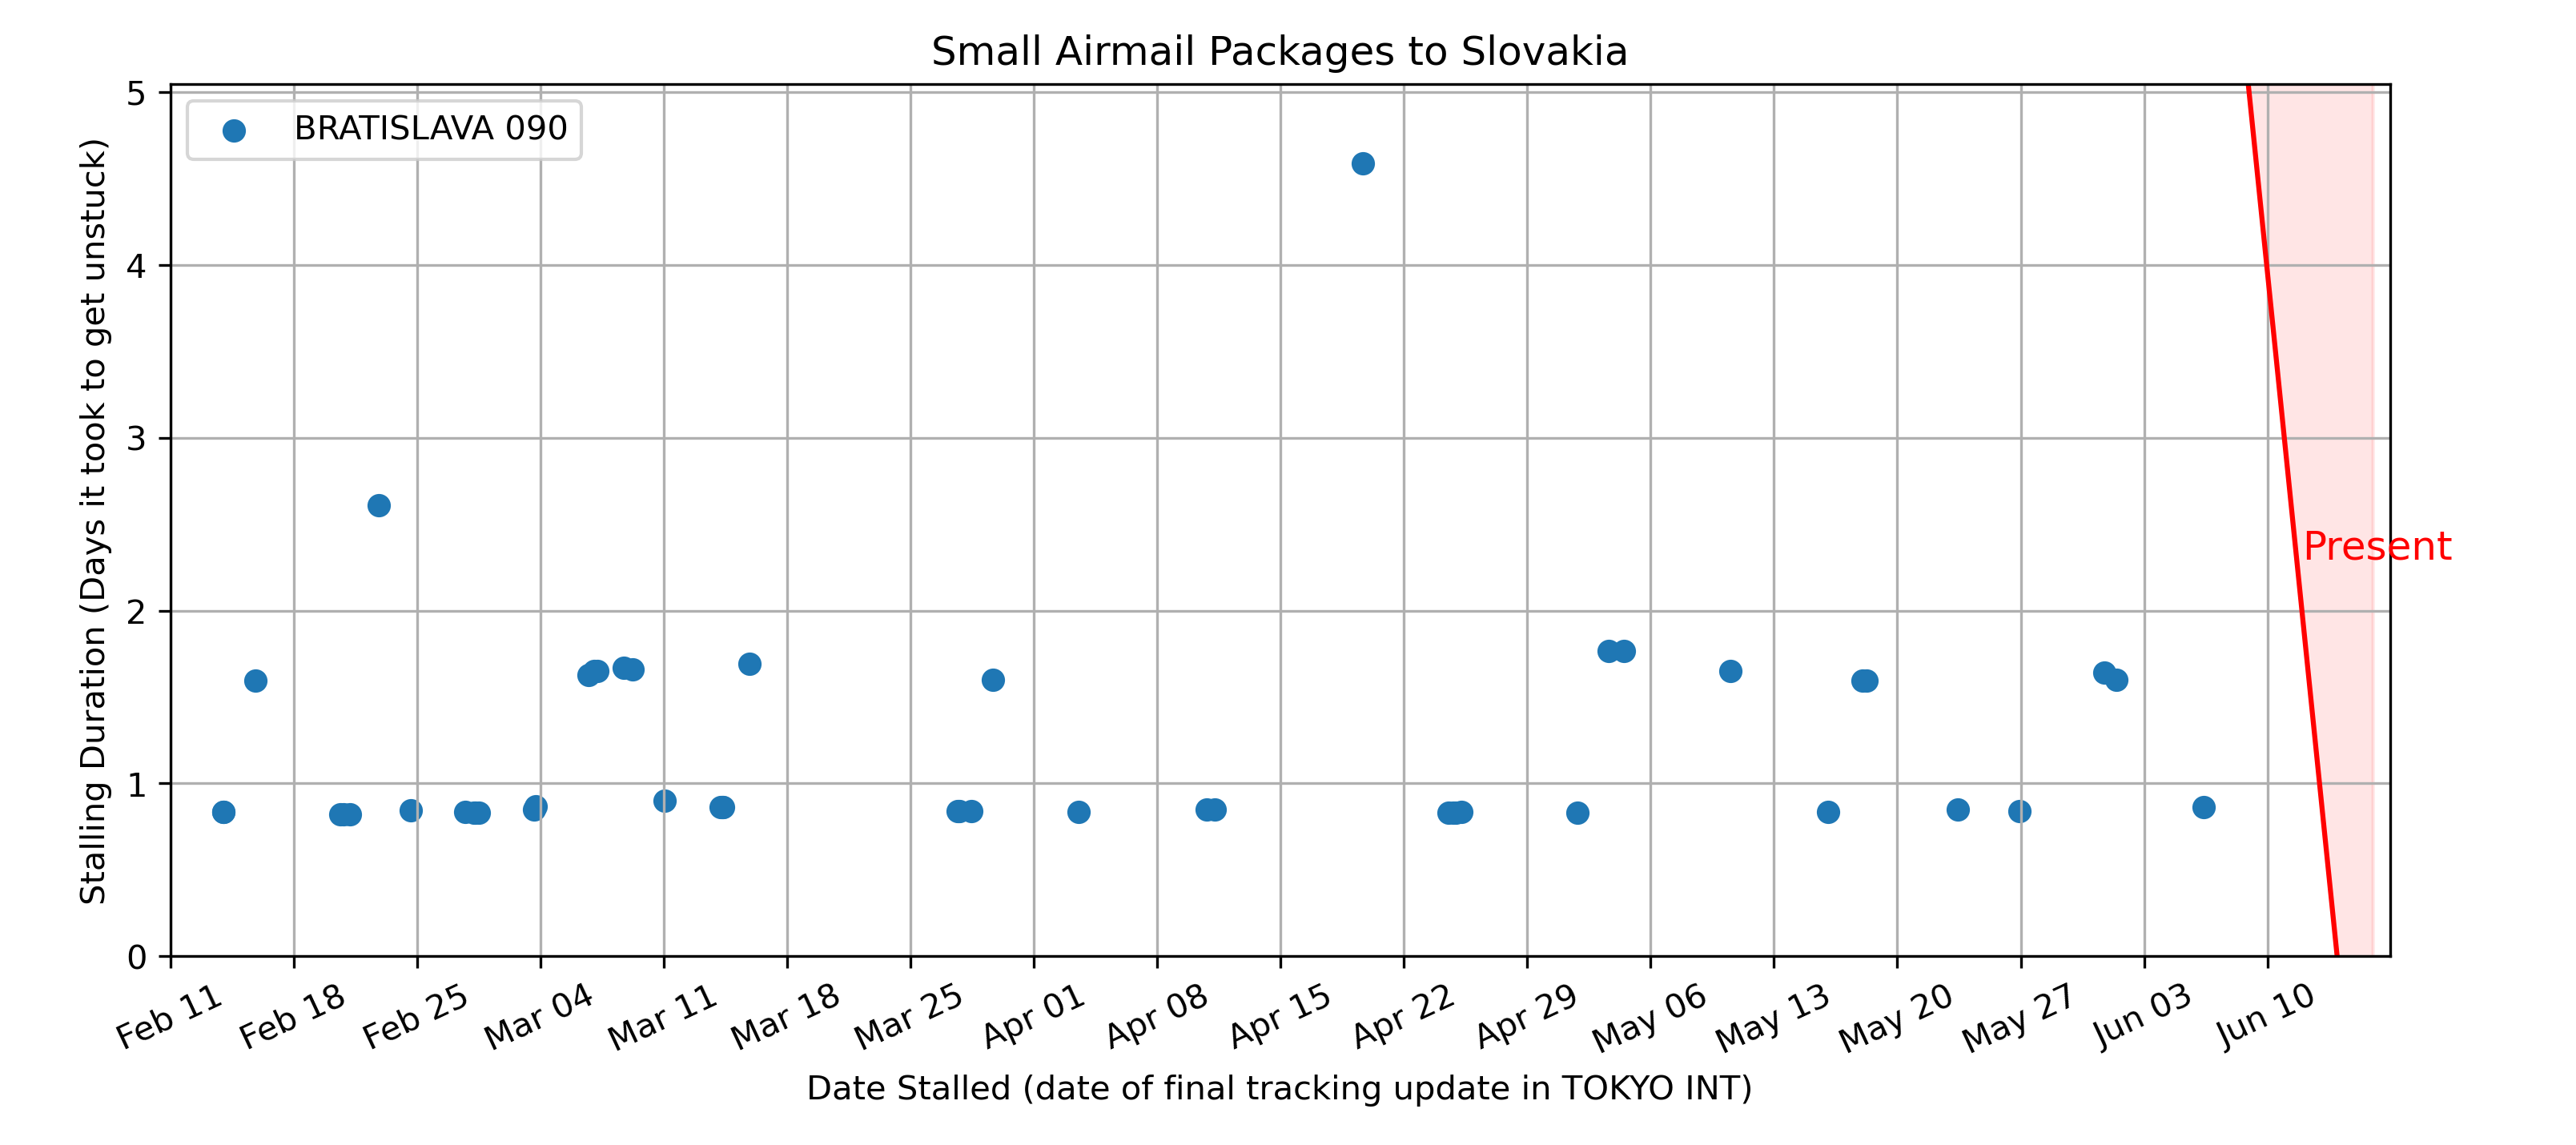 Small Airmail Packages to Slovakia
BRATISLAVA 090
Stalling Duration (Days it took to get unstuck)
5
4
3
2
1
0
Present
Feb 11
Feb 18
Feb 25
Mar 04
Mar 11
Mar 18
Mar 25
Apr 01
Apr 08
Apr 15
Apr 22
Apr 29
May 06
May 13
May 20
May 27
Jun 03
Jun 10
Date Stalled (date of final tracking update in TOKYO INT)